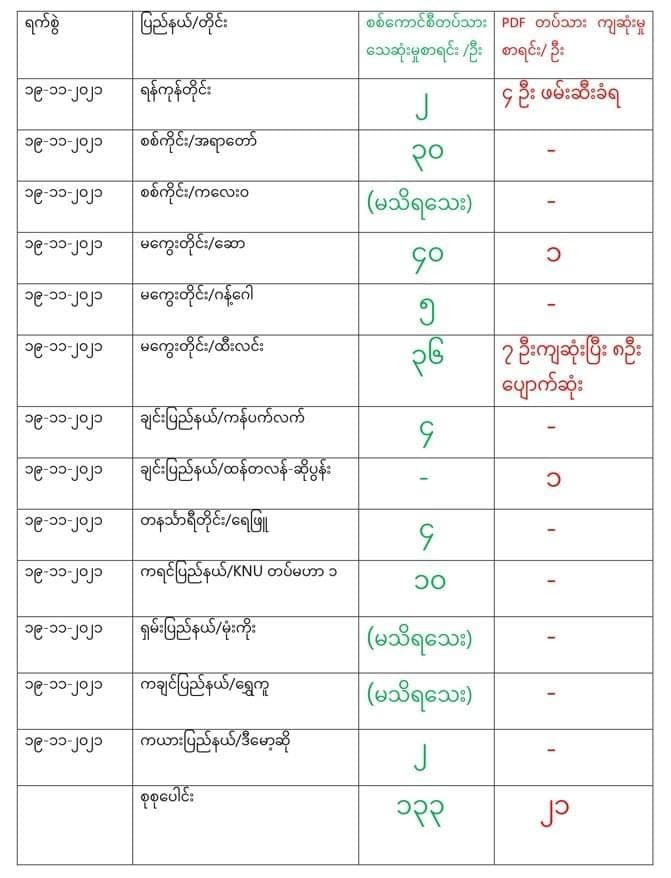 ရက်စွဲ ပြည်နယ်/တိုင်း စစ်ကောင်စီတပ်သား သေဆုံးမှုစာရင်း /ဦး PDF တပ်သား ကျဆုံးမှု စာရင်း/ ဦး
၁၉-၁၁-၂၀၂၁ ရန်ကုန်တိုင်း ၂ ၄ ဦး ဖမ်းဆီးခံရ
၁၉-၁၁-၂၀၂၁ စစ်ကိုင်း/အရာတော် ၃၀ -
၁၉-၁၁-၂၀၂၁ စစ်ကိုင်း/ကလေးဝ (မသိရသေး) -
၁၉-၁၁-၂၀၂၁ မကွေးတိုင်း/ဆော ၄၀ ၁
၁၉-၁၁-၂၀၂၁ မကွေးတိုင်း/ဂန့်ဂေါ ၅ -
၁၉-၁၁-၂၀၂၁ မကွေးတိုင်း/ထီးလင်း ၃၆ ၇ ဦးကျဆုံးပြီး ၈ဦး
ပျောက်ဆုံး
၁၉-၁၁-၂၀၂၁ ချင်းပြည်နယ်/ကန်ပက်လက် ၄ -
၁၉-၁၁-၂၀၂၁ ချင်းပြည်နယ်/ထန်တလန်-ဆိုပွန်း - ၁
၁၉-၁၁-၂၀၂၁ တနင်္သာရီတိုင်း/ရေဖြူ ၄ -
၁၉-၁၁-၂၀၂၁ ကရင်ပြည်နယ်/KNU တပ်မဟာ ၁ ၁၀ -
၁၉-၁၁-၂၀၂၁ ရှမ်းပြည်နယ်/မုံးကိုး (မသိရသေး) -
၁၉-၁၁-၂၀၂၁ ကချင်ပြည်နယ်/ရွှေကူ (မသိရသေး) -
၁၉-၁၁-၂၀၂၁ ကယားပြည်နယ်/ဒီမော့ဆို ၂ -
စုစုပေါင်း ၁၃၃ ၂၁